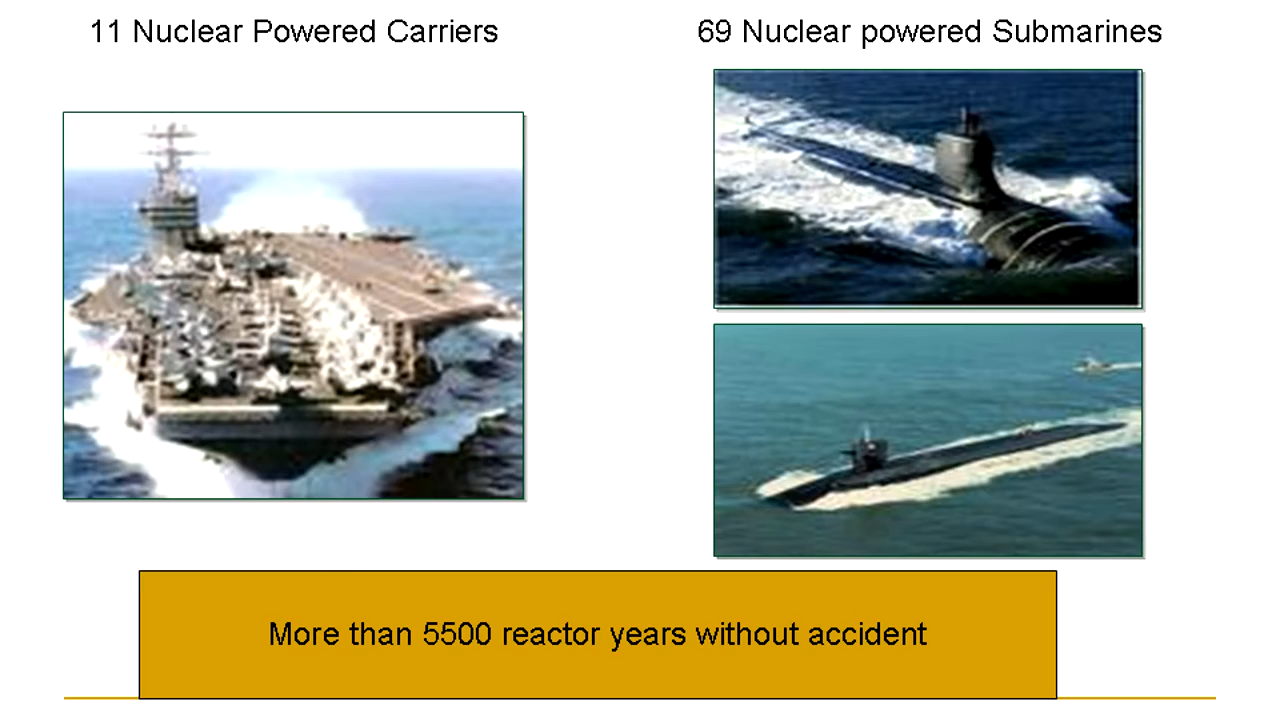 11 Nuclear Powered Carriers
69 Nuclear powered Submarines
More than 5500 reactor years without accident